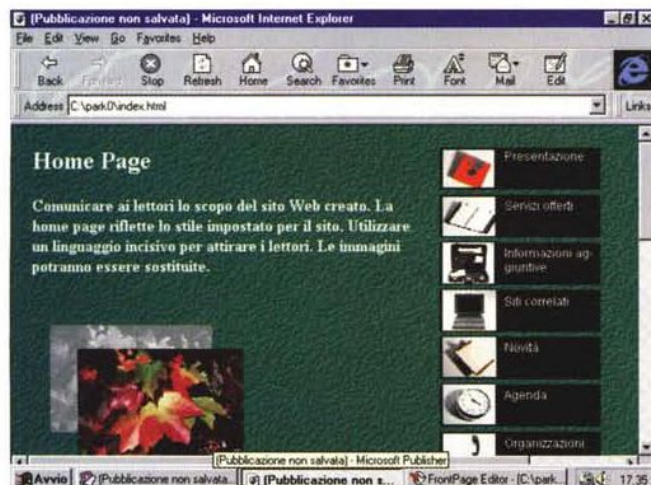 (Pubblicazione non salvata) - Microsoft Internet Explorer
File Edit View Go Favorites Help
Back Forward Stop Refresh Home Search Favorites Print Font Mail Edit
Address C:\park0\index.html Links
Home Page
Comunicare ai lettori lo scopo del sito Web creato. La
home page riflette lo stile impostato per il sito. Utilizzare
un linguaggio incisivo per attirare i lettori. Le immagini
potranno essere sostituite.
Presentazione
Servizi offerti
Informazioni ag-
giuntive
Siti correlati
Novità
Agenda
Organizzazioni
(Pubblicazione non salvata) - Microsoft Publisher
Avvio (Pubblicazione non salvata... (Pubblicazione non s... FrontPage Editor - [C:\park... 17.35